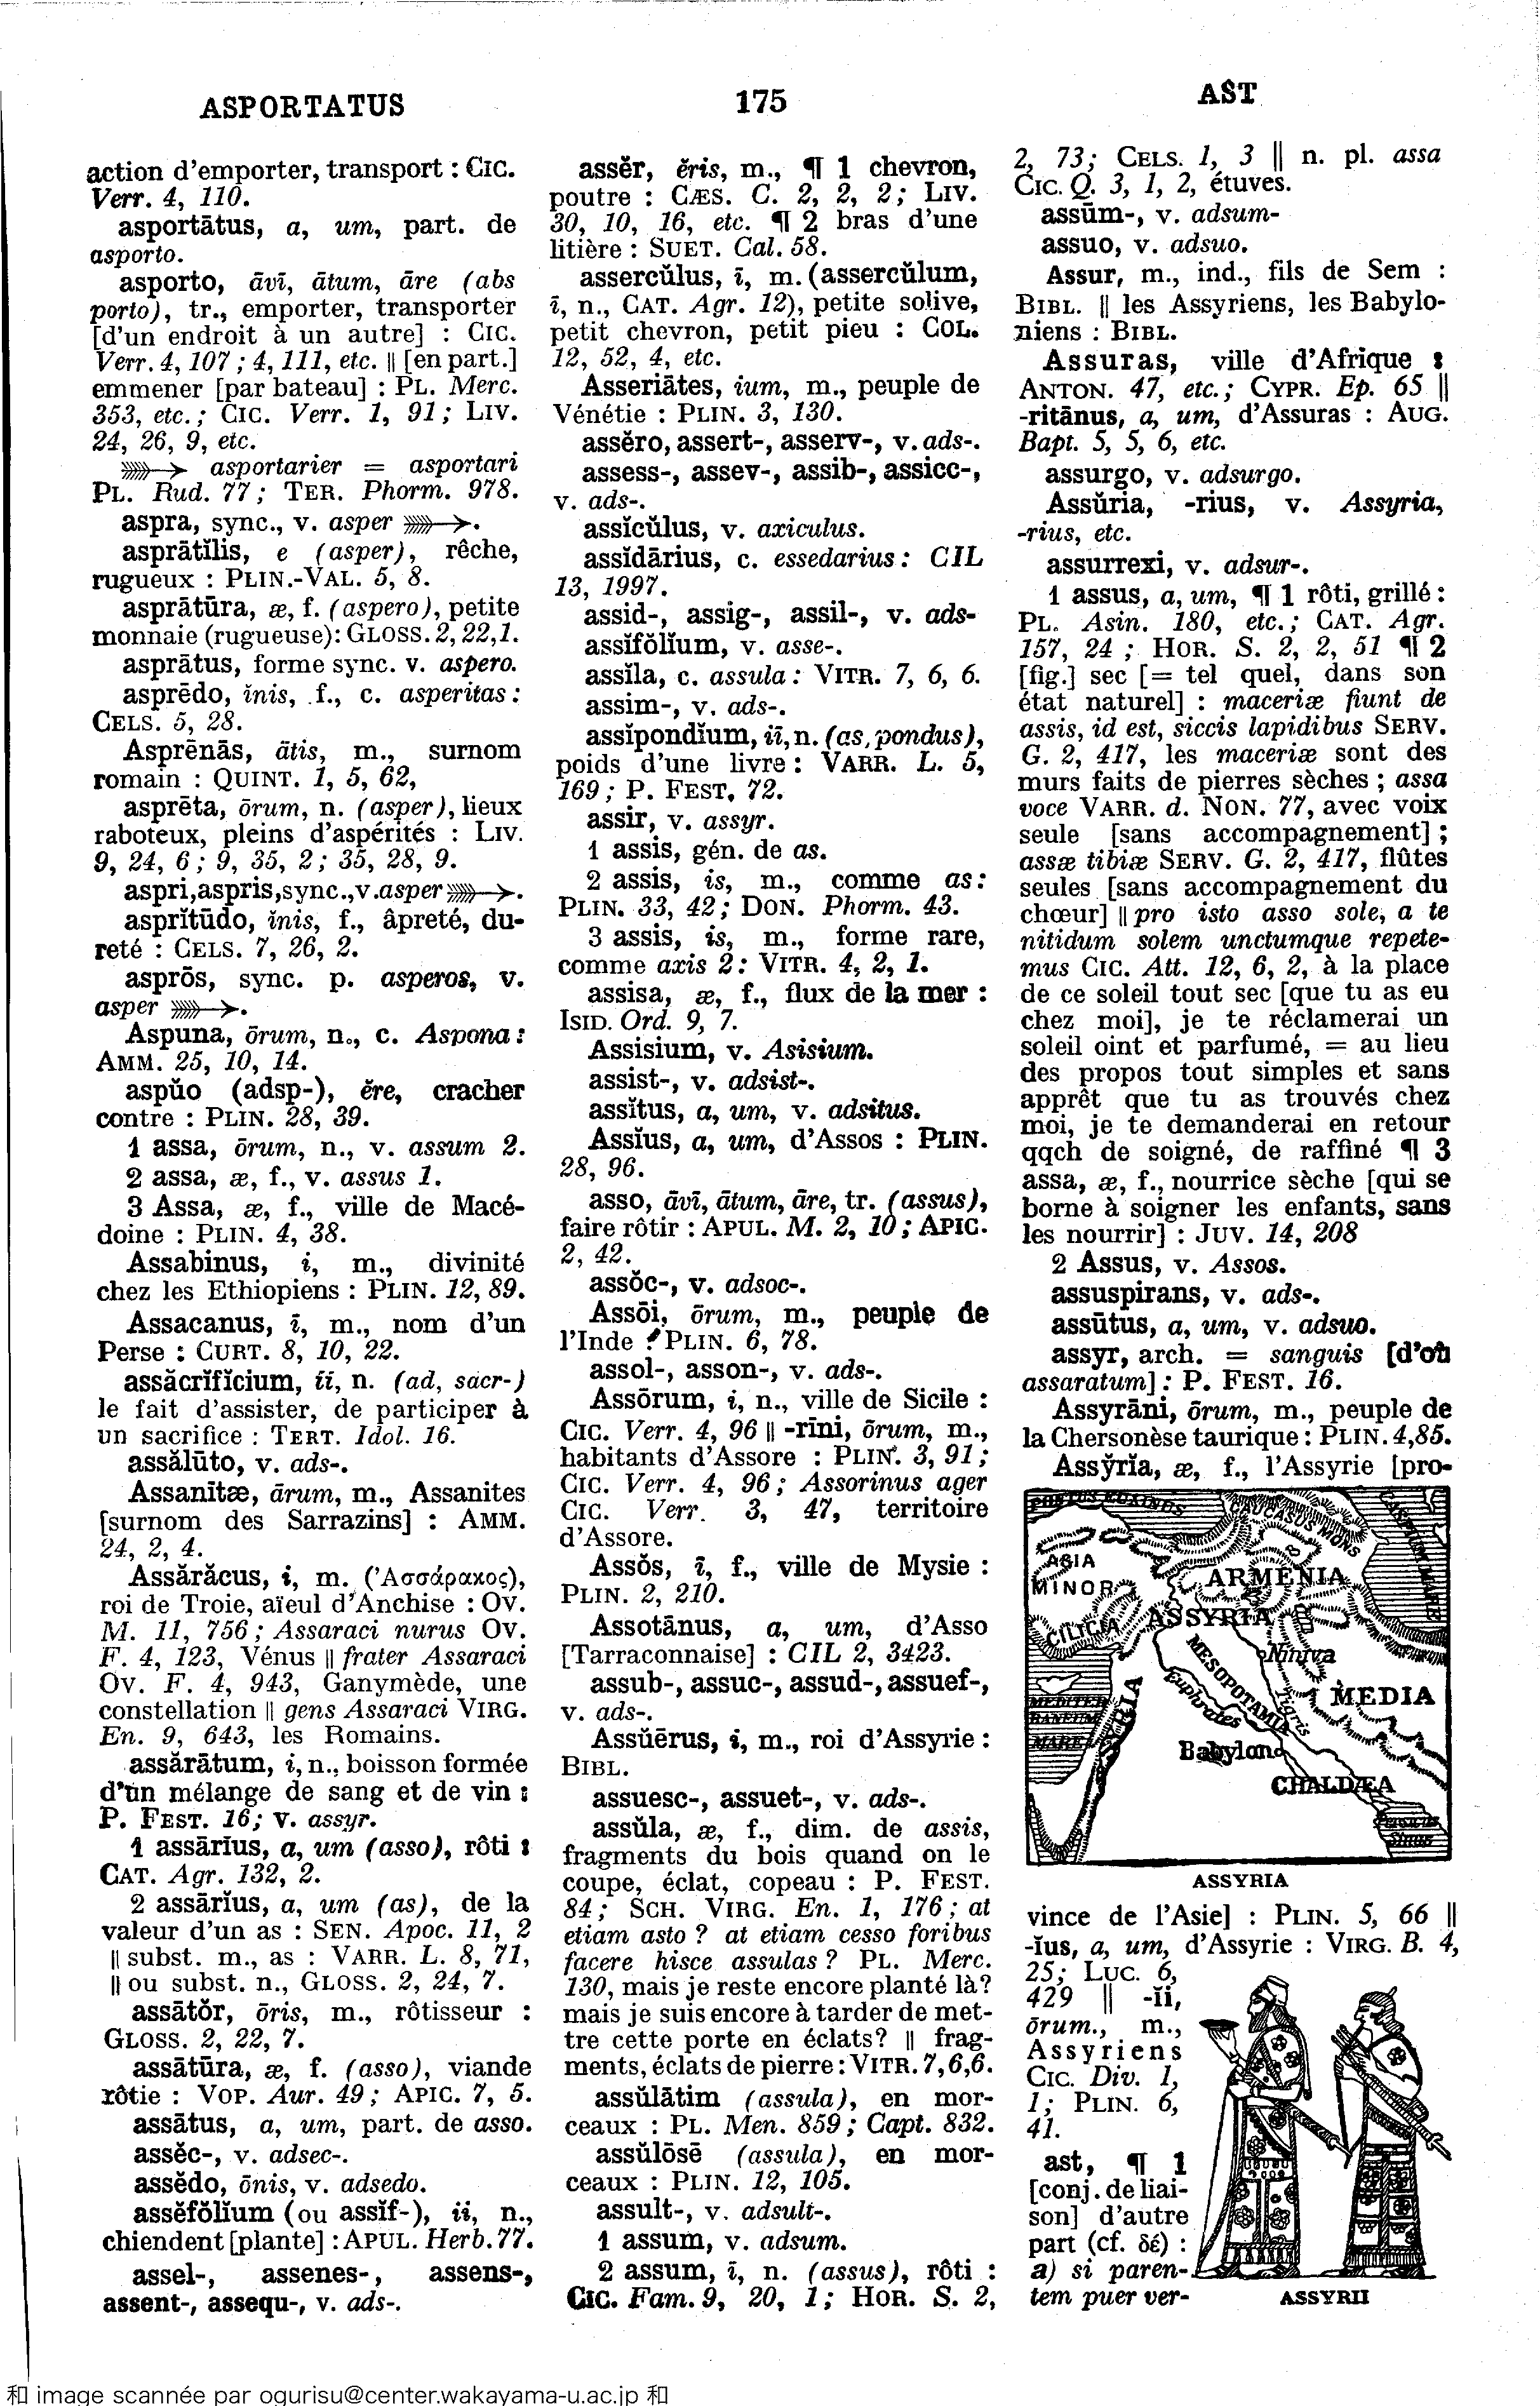 ASPORTATUS
175
AST
action d'emporter, transport : CIC.
Verr. 4, 110.
asportātus, a, um, part. de
asporto.
asporto, āvī, ātum, āre (abs
porto), tr., emporter, transporter
[d'un endroit à un autre] : CIC.
Verr. 4, 107 ; 4, 111, etc. || [en part.]
emmener [par bateau] : PL. Merc.
353, etc.; CIC. Verr. 1, 91; LIV.
24, 26, 9, etc.
⟶ asportarier = asportari
PL. Rud. 77; TER. Phorm. 978.
aspra, sync., v. asper ⟶.
asprātĭlis, e (asper), rêche,
rugueux : PLIN.-VAL. 5, 8.
asprātūra, æ, f. (aspero), petite
monnaie (rugueuse): GLOSS. 2, 22, 1.
asprātus, forme sync. v. aspero.
asprēdo, ĭnis, f., c. asperitas :
CELS. 5, 28.
Asprēnās, ātis, m., surnom
romain : QUINT. 1, 5, 62,
asprēta, ōrum, n. (asper), lieux
raboteux, pleins d'aspérités : LIV.
9, 24, 6; 9, 35, 2; 35, 28, 9.
aspri, aspris, sync., v. asper ⟶.
asprĭtūdo, ĭnis, f., âpreté, du-
reté : CELS. 7, 26, 2.
asprōs, sync. p. asperos, v.
asper ⟶.
Aspuna, ōrum, n., c. Aspona :
AMM. 25, 10, 14.
aspŭo (adsp-), ĕre, cracher
contre : PLIN. 28, 39.
1 assa, ōrum, n., v. assum 2.
2 assa, æ, f., v. assus 1.
3 Assa, æ, f., ville de Macé-
doine : PLIN. 4, 38.
Assabinus, i, m., divinité
chez les Ethiopiens : PLIN. 12, 89.
Assacanus, ī, m., nom d'un
Perse : CURT. 8, 10, 22.
assăcrĭfĭcium, ĭi, n. (ad, sacr-)
le fait d'assister, de participer à
un sacrifice : TERT. Idol. 16.
assălūto, v. ads-.
Assanītæ, ārum, m., Assanites
[surnom des Sarrazins] : AMM.
24, 2, 4.
Assărăcus, i, m. (Ἀσσάρακος),
roi de Troie, aïeul d'Anchise : OV.
M. 11, 756; Assaraci nurus OV.
F. 4, 123, Vénus || frater Assaraci
OV. F. 4, 943, Ganymède, une
constellation || gens Assaraci VIRG.
En. 9, 643, les Romains.
assărātum, i, n., boisson formée
d'un mélange de sang et de vin :
P. FEST. 16; v. assyr.
1 assārĭus, a, um (asso), rôti :
CAT. Agr. 132, 2.
2 assārĭus, a, um (as), de la
valeur d'un as : SEN. Apoc. 11, 2
|| subst. m., as : VARR. L. 8, 71,
|| ou subst. n., GLOSS. 2, 24, 7.
assātŏr, ōris, m., rôtisseur :
GLOSS. 2, 22, 7.
assātūra, æ, f. (asso), viande
rôtie : VOP. Aur. 49; APIC. 7, 5.
assātus, a, um, part. de asso.
assĕc-, v. adsec-.
assĕdo, ōnis, v. adsedo.
assĕfŏlĭum (ou assĭf-), ii, n.,
chiendent [plante] : APUL. Herb. 77.
assel-, assenes-, assens-,
assent-, assequ-, v. ads-.
assĕr, ĕris, m., ¶ 1 chevron,
poutre : CÆS. C. 2, 2, 2; LIV.
30, 10, 16, etc. ¶ 2 bras d'une
litière : SUET. Cal. 58.
assercŭlus, ī, m. (assercŭlum,
ī, n., CAT. Agr. 12), petite solive,
petit chevron, petit pieu : COL.
12, 52, 4, etc.
Asseriātes, ium, m., peuple de
Vénétie : PLIN. 3, 130.
assĕro, assert-, asserv-, v. ads-.
assess-, assev-, assib-, assicc-,
v. ads-.
assĭcŭlus, v. axiculus.
assĭdārius, c. essedarius : CIL
13, 1997.
assid-, assig-, assil-, v. ads-
assĭfŏlĭum, v. asse-.
assĭla, c. assula : VITR. 7, 6, 6.
assim-, v. ads-.
assĭpondĭum, ĭī, n. (as, pondus),
poids d'une livre : VARR. L. 5,
169; P. FEST. 72.
assir, v. assyr.
1 assis, gén. de as.
2 assis, is, m., comme as :
PLIN. 33, 42; DON. Phorm. 43.
3 assis, is, m., forme rare,
comme axis 2 : VITR. 4, 2, 1.
assisa, æ, f., flux de la mer :
ISID. Ord. 9, 7.
Assisium, v. Asisium.
assist-, v. adsist-.
assĭtus, a, um, v. adsitus.
Assĭus, a, um, d'Assos : PLIN.
28, 96.
asso, āvī, ātum, āre, tr. (assus),
faire rôtir : APUL. M. 2, 10; APIC.
2, 42.
assŏc-, v. adsoc-.
Assŏi, ōrum, m., peuple de
l'Inde : PLIN. 6, 78.
assol-, asson-, v. ads-.
Assōrum, i, n., ville de Sicile :
CIC. Verr. 4, 96 || -rīni, ōrum, m.,
habitants d'Assore : PLIN. 3, 91;
CIC. Verr. 4, 96; Assorinus ager
CIC. Verr. 3, 47, territoire
d'Assore.
Assŏs, ī, f., ville de Mysie :
PLIN. 2, 210.
Assotānus, a, um, d'Asso
[Tarraconnaise] : CIL 2, 3423.
assub-, assuc-, assud-, assuef-,
v. ads-.
Assŭērus, i, m., roi d'Assyrie :
BIBL.
assuesc-, assuet-, v. ads-.
assŭla, æ, f., dim. de assis,
fragments du bois quand on le
coupe, éclat, copeau : P. FEST.
84; SCH. VIRG. En. 1, 176; at
etiam asto ? at etiam cesso foribus
facere hisce assulas ? PL. Merc.
130, mais je reste encore planté là?
mais je suis encore à tarder de met-
tre cette porte en éclats? || frag-
ments, éclats de pierre : VITR. 7, 6, 6.
assŭlātim (assula), en mor-
ceaux : PL. Men. 859; Capt. 832.
assŭlōsē (assula), en mor-
ceaux : PLIN. 12, 105.
assult-, v. adsult-.
1 assum, v. adsum.
2 assum, ī, n. (assus), rôti :
CIC. Fam. 9, 20, 1; HOR. S. 2,
2, 73; CELS. 1, 3 || n. pl. assa
CIC. Q. 3, 1, 2, étuves.
assūm-, v. adsum-
assuo, v. adsuo.
Assur, m., ind., fils de Sem :
BIBL. || les Assyriens, les Babylo-
niens : BIBL.
Assuras, ville d'Afrique :
ANTON. 47, etc.; CYPR. Ep. 65 ||
-ritānus, a, um, d'Assuras : AUG.
Bapt. 5, 5, 6, etc.
assurgo, v. adsurgo.
Assŭria, -rius, v. Assyria,
-rius, etc.
assurrexi, v. adsur-.
1 assus, a, um, ¶ 1 rôti, grillé :
PL. Asin. 180, etc.; CAT. Agr.
157, 24 ; HOR. S. 2, 2, 51 ¶ 2
[fig.] sec [= tel quel, dans son
état naturel] : maceriæ fiunt de
assis, id est, siccis lapidibus SERV.
G. 2, 417, les maceriæ sont des
murs faits de pierres sèches ; assa
voce VARR. d. NON. 77, avec voix
seule [sans accompagnement] ;
assæ tibiæ SERV. G. 2, 417, flûtes
seules [sans accompagnement du
chœur] || pro isto asso sole, a te
nitidum solem unctumque repete-
mus CIC. Att. 12, 6, 2, à la place
de ce soleil tout sec [que tu as eu
chez moi], je te réclamerai un
soleil oint et parfumé, = au lieu
des propos tout simples et sans
apprêt que tu as trouvés chez
moi, je te demanderai en retour
qqch de soigné, de raffiné ¶ 3
assa, æ, f., nourrice sèche [qui se
borne à soigner les enfants, sans
les nourrir] : JUV. 14, 208
2 Assus, v. Assos.
assuspirans, v. ads-.
assūtus, a, um, v. adsuo.
assyr, arch. = sanguis [d'où
assaratum] : P. FEST. 16.
Assyrāni, ōrum, m., peuple de
la Chersonèse taurique : PLIN. 4, 85.
Assy̆rĭa, æ, f., l'Assyrie [pro-
PONTUS EUXINUS
CAUCASUS MONS
CASPIUM MARE
ASIA
MINOR
ARMENIA
CILICIA
ASSYRIA
Niniva
MESOPOTAMIA
Euphrates
Tigris
MEDIA
MEDITER
RANEUM
MARE
Babylon
CHALDÆA
Sinus
ASSYRIA
vince de l'Asie] : PLIN. 5, 66 ||
-ĭus, a, um, d'Assyrie : VIRG. B. 4,
25; LUC. 6,
429 || -ĭi,
ōrum., m.,
Assyriens
CIC. Div. 1,
1; PLIN. 6,
41.
ast, ¶ 1
[conj. de liai-
son] d'autre
part (cf. δέ) :
a) si paren-
tem puer ver-
ASSYRII
和 image scannée par ogurisu@center.wakayama-u.ac.jp 和